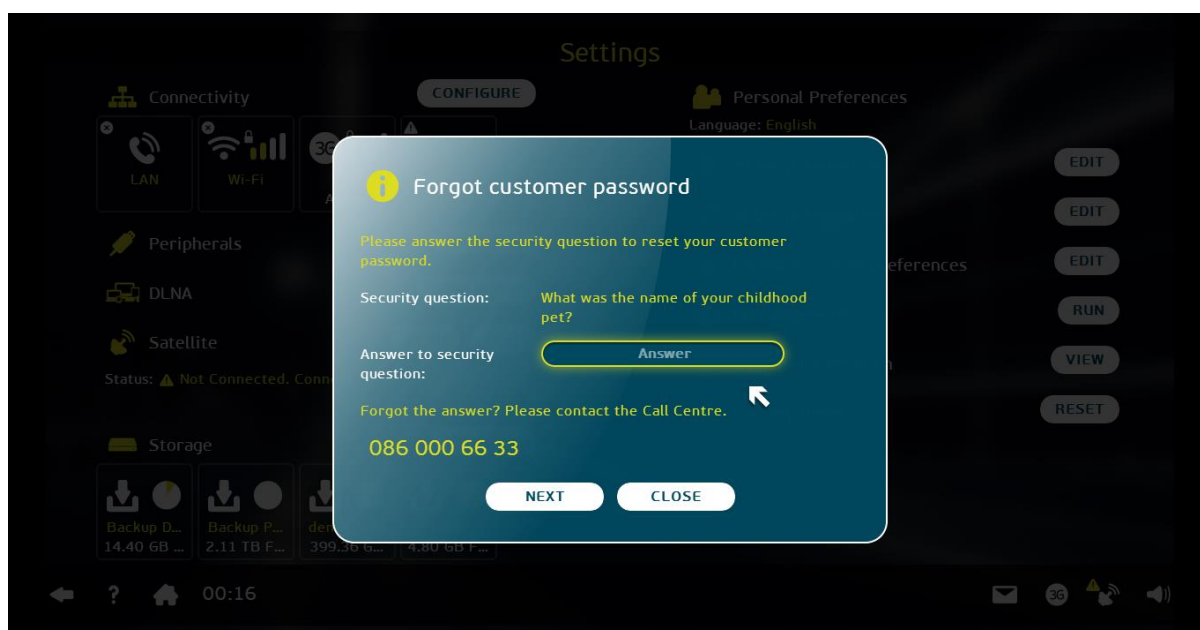 Settings
Connectivity
CONFIGURE
Personal Preferences
Language: English
LAN
Wi-Fi
3G
EDIT
Forgot customer password
EDIT
Peripherals
Please answer the security question to reset your customer
password.
eferences
EDIT
DLNA
Security question:
What was the name of your childhood
pet?
RUN
Satellite
Answer to security
question:
Answer
VIEW
Status: Not Connected. Conn
Forgot the answer? Please contact the Call Centre.
RESET
Storage
086 000 66 33
NEXT
CLOSE
Backup D...
Backup P...
der
14.40 GB ...
2.11 TB F...
399.36 G...
4.80 GB F...
?
00:16
3G